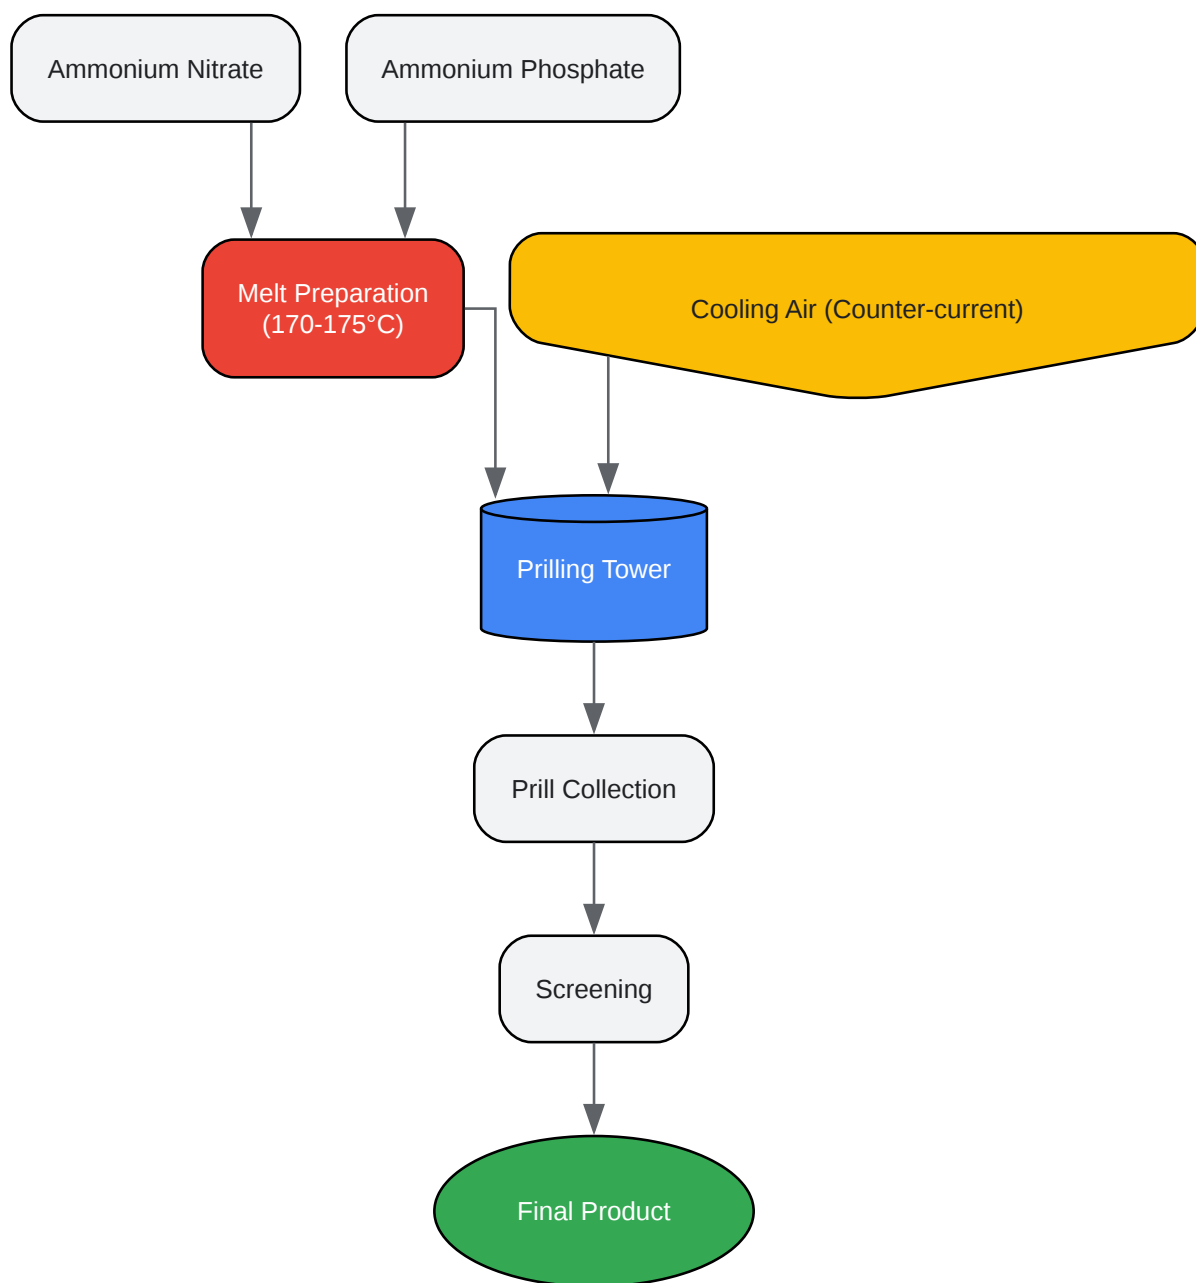 Ammonium Nitrate
Ammonium Phosphate
Melt Preparation
(170-175°C)
Cooling Air (Counter-current)
Prilling Tower
Prill Collection
Screening
Final Product